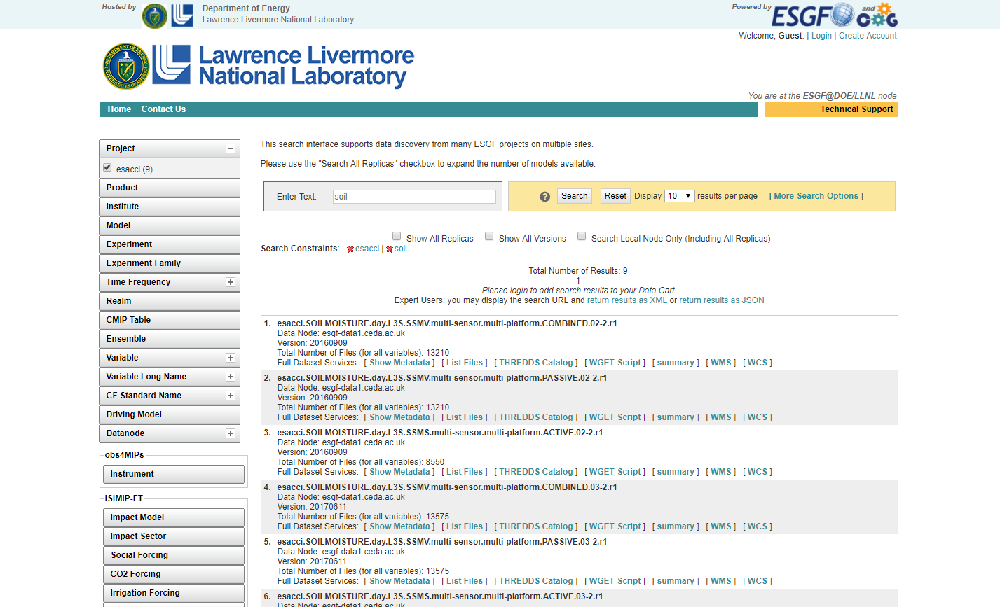 Hosted by
Department of Energy
Lawrence Livermore National Laboratory
Powered by ESGF and COG
Welcome, Guest. | Login | Create Account
Lawrence Livermore
National Laboratory
You are at the ESGF@DOE/LLNL node
Home Contact Us
Technical Support
Project
esacci (9)
Product
Institute
Model
Experiment
Experiment Family
Time Frequency
Realm
CMIP Table
Ensemble
Variable
Variable Long Name
CF Standard Name
Driving Model
Datanode
obs4MIPs
Instrument
ISIMIP-FT
Impact Model
Impact Sector
Social Forcing
CO2 Forcing
Irrigation Forcing
This search interface supports data discovery from many ESGF projects on multiple sites.
Please use the "Search All Replicas" checkbox to expand the number of models available.
Enter Text: soil
? Search Reset Display 10 results per page [ More Search Options ]
Show All Replicas Show All Versions Search Local Node Only (Including All Replicas)
Search Constraints: esacci | soil
Total Number of Results: 9
-1-
Please login to add search results to your Data Cart
Expert Users: you may display the search URL and return results as XML or return results as JSON
1. esacci.SOILMOISTURE.day.L3S.SSMV.multi-sensor.multi-platform.COMBINED.02-2.r1
Data Node: esgf-data1.ceda.ac.uk
Version: 20160909
Total Number of Files (for all variables): 13210
Full Dataset Services: [ Show Metadata ] [ List Files ] [ THREDDS Catalog ] [ WGET Script ] [ summary ] [ WMS ] [ WCS ]
2. esacci.SOILMOISTURE.day.L3S.SSMV.multi-sensor.multi-platform.PASSIVE.02-2.r1
Data Node: esgf-data1.ceda.ac.uk
Version: 20160909
Total Number of Files (for all variables): 13210
Full Dataset Services: [ Show Metadata ] [ List Files ] [ THREDDS Catalog ] [ WGET Script ] [ summary ] [ WMS ] [ WCS ]
3. esacci.SOILMOISTURE.day.L3S.SSMS.multi-sensor.multi-platform.ACTIVE.02-2.r1
Data Node: esgf-data1.ceda.ac.uk
Version: 20160909
Total Number of Files (for all variables): 8550
Full Dataset Services: [ Show Metadata ] [ List Files ] [ THREDDS Catalog ] [ WGET Script ] [ summary ] [ WMS ] [ WCS ]
4. esacci.SOILMOISTURE.day.L3S.SSMV.multi-sensor.multi-platform.COMBINED.03-2.r1
Data Node: esgf-data1.ceda.ac.uk
Version: 20170611
Total Number of Files (for all variables): 13575
Full Dataset Services: [ Show Metadata ] [ List Files ] [ THREDDS Catalog ] [ WGET Script ] [ summary ] [ WMS ] [ WCS ]
5. esacci.SOILMOISTURE.day.L3S.SSMV.multi-sensor.multi-platform.PASSIVE.03-2.r1
Data Node: esgf-data1.ceda.ac.uk
Version: 20170611
Total Number of Files (for all variables): 13575
Full Dataset Services: [ Show Metadata ] [ List Files ] [ THREDDS Catalog ] [ WGET Script ] [ summary ] [ WMS ] [ WCS ]
6. esacci.SOILMOISTURE.day.L3S.SSMS.multi-sensor.multi-platform.ACTIVE.03-2.r1
Data Node: esgf-data1.ceda.ac.uk